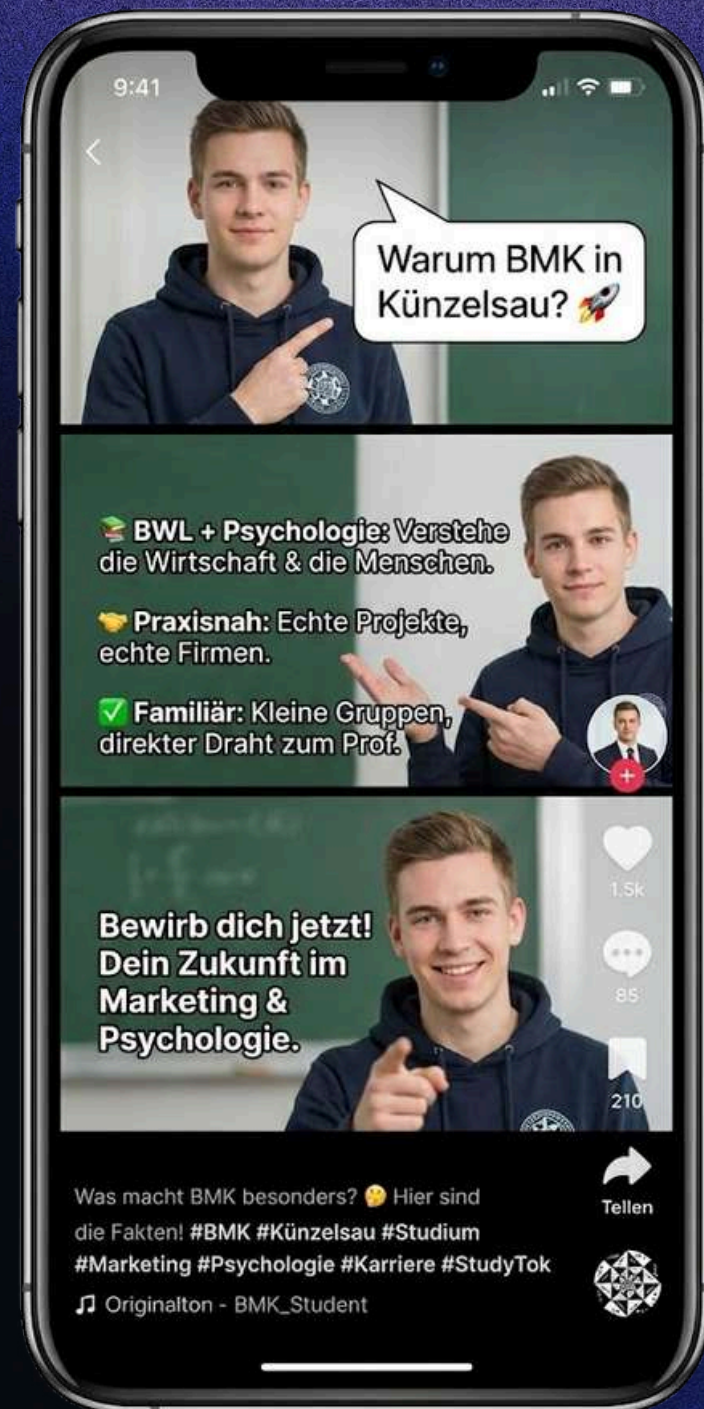 9:41
Warum BMK in
Künzelsau? 🚀
📚 BWL + Psychologie: Verstehe
die Wirtschaft & die Menschen.
🤝 Praxisnah: Echte Projekte,
echte Firmen.
✅ Familiär: Kleine Gruppen,
direkter Draht zum Prof.
Bewirb dich jetzt!
Dein Zukunft im
Marketing &
Psychologie.
1.5k
85
210
Tellen
Was macht BMK besonders? 🤔 Hier sind
die Fakten! #BMK #Künzelsau #Studium
#Marketing #Psychologie #Karriere #StudyTok
Originalton - BMK_Student